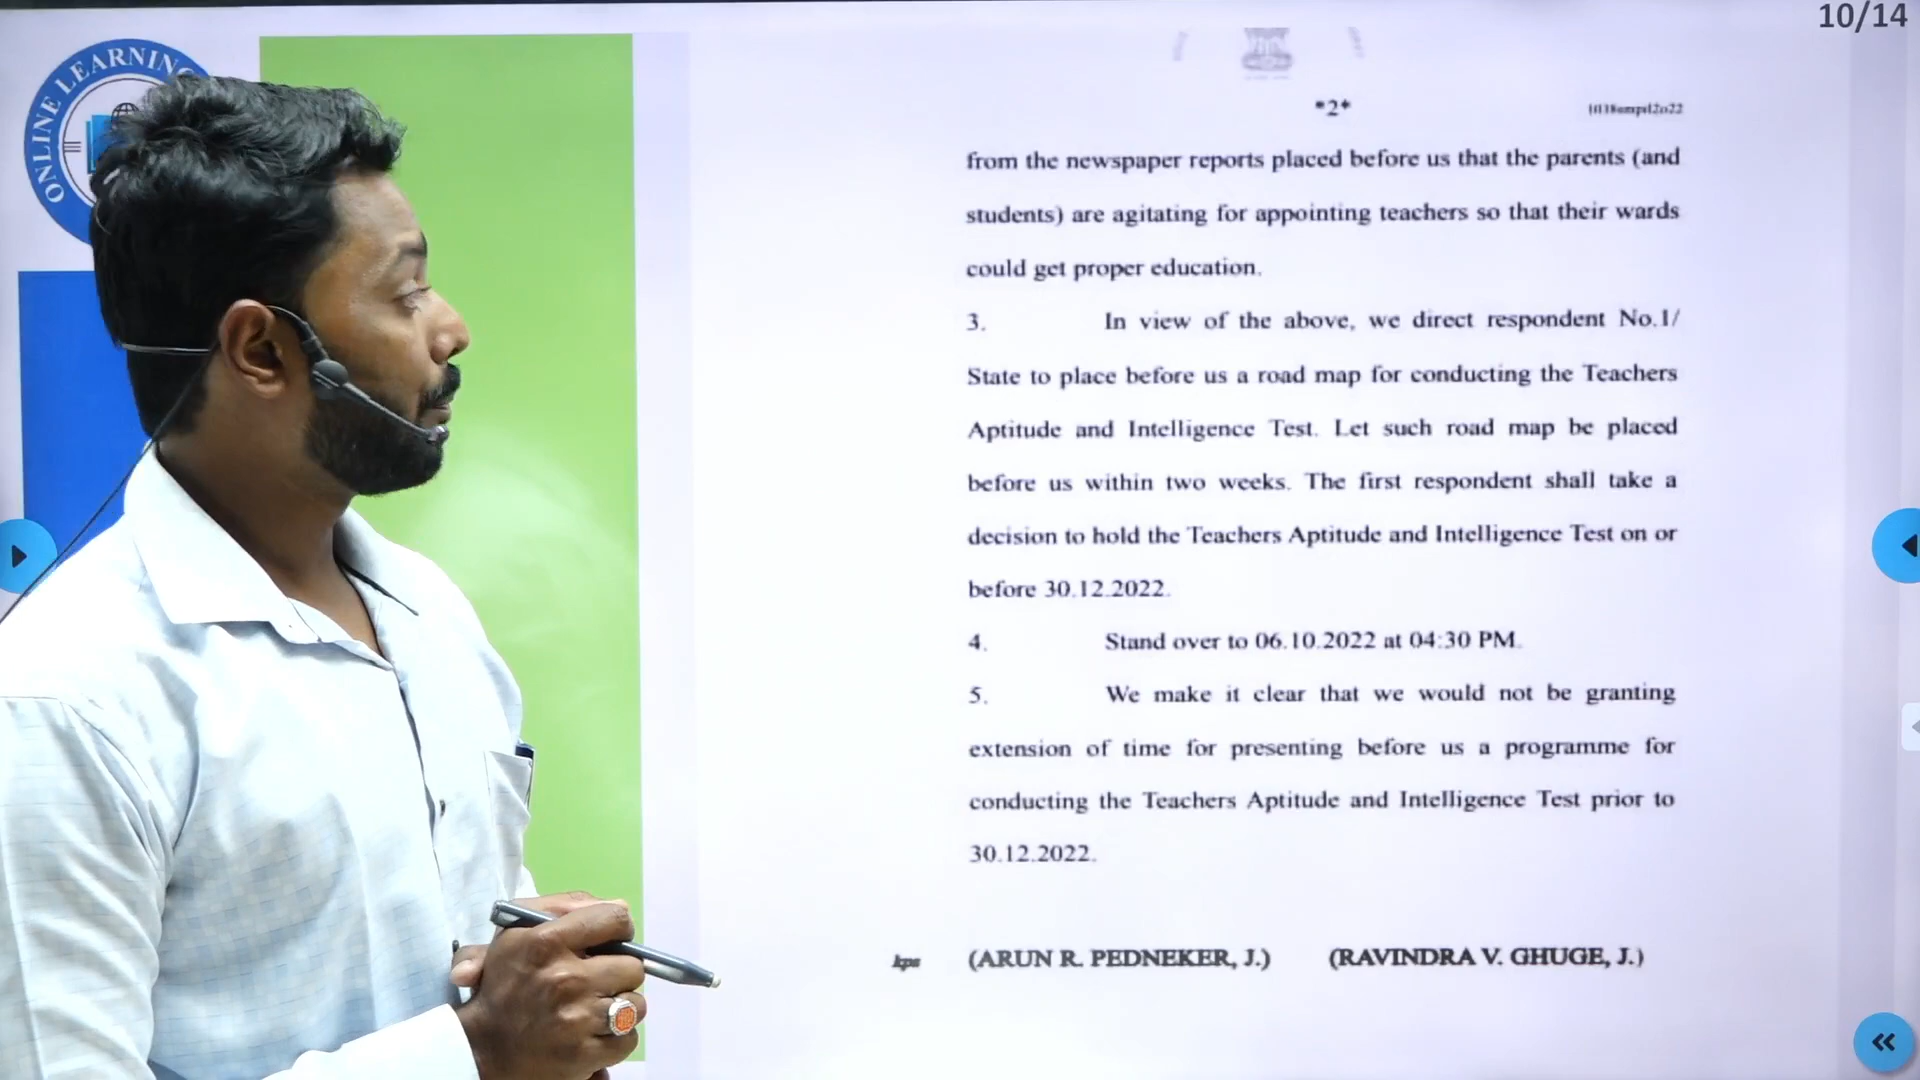 10/14
ONLINE LEARNING
*2*
from the newspaper reports placed before us that the parents (and
students) are agitating for appointing teachers so that their wards
could get proper education.
3. In view of the above, we direct respondent No.1/
State to place before us a road map for conducting the Teachers
Aptitude and Intelligence Test. Let such road map be placed
before us within two weeks. The first respondent shall take a
decision to hold the Teachers Aptitude and Intelligence Test on or
before 30.12.2022.
4. Stand over to 06.10.2022 at 04:30 PM.
5. We make it clear that we would not be granting
extension of time for presenting before us a programme for
conducting the Teachers Aptitude and Intelligence Test prior to
30.12.2022.
kps (ARUN R. PEDNEKER, J.) (RAVINDRA V. GHUGE, J.)